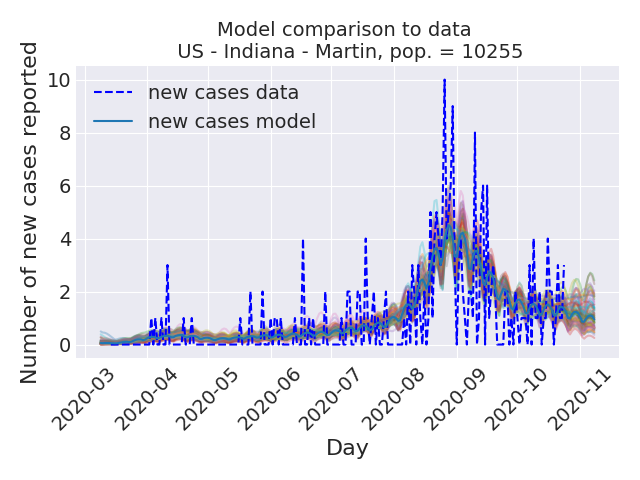 Model comparison to data
US - Indiana - Martin, pop. = 10255
Number of new cases reported
10
8
6
4
2
0
new cases data
new cases model
2020-03
2020-04
2020-05
2020-06
2020-07
2020-08
2020-09
2020-10
2020-11
Day